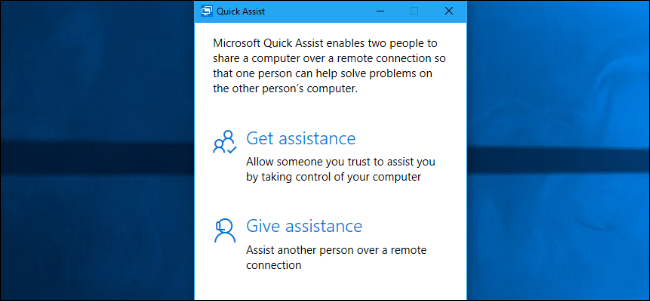 Quick Assist
Microsoft Quick Assist enables two people to
share a computer over a remote connection so
that one person can help solve problems on
the other person's computer.
Get assistance
Allow someone you trust to assist you
by taking control of your computer
Give assistance
Assist another person over a remote
connection